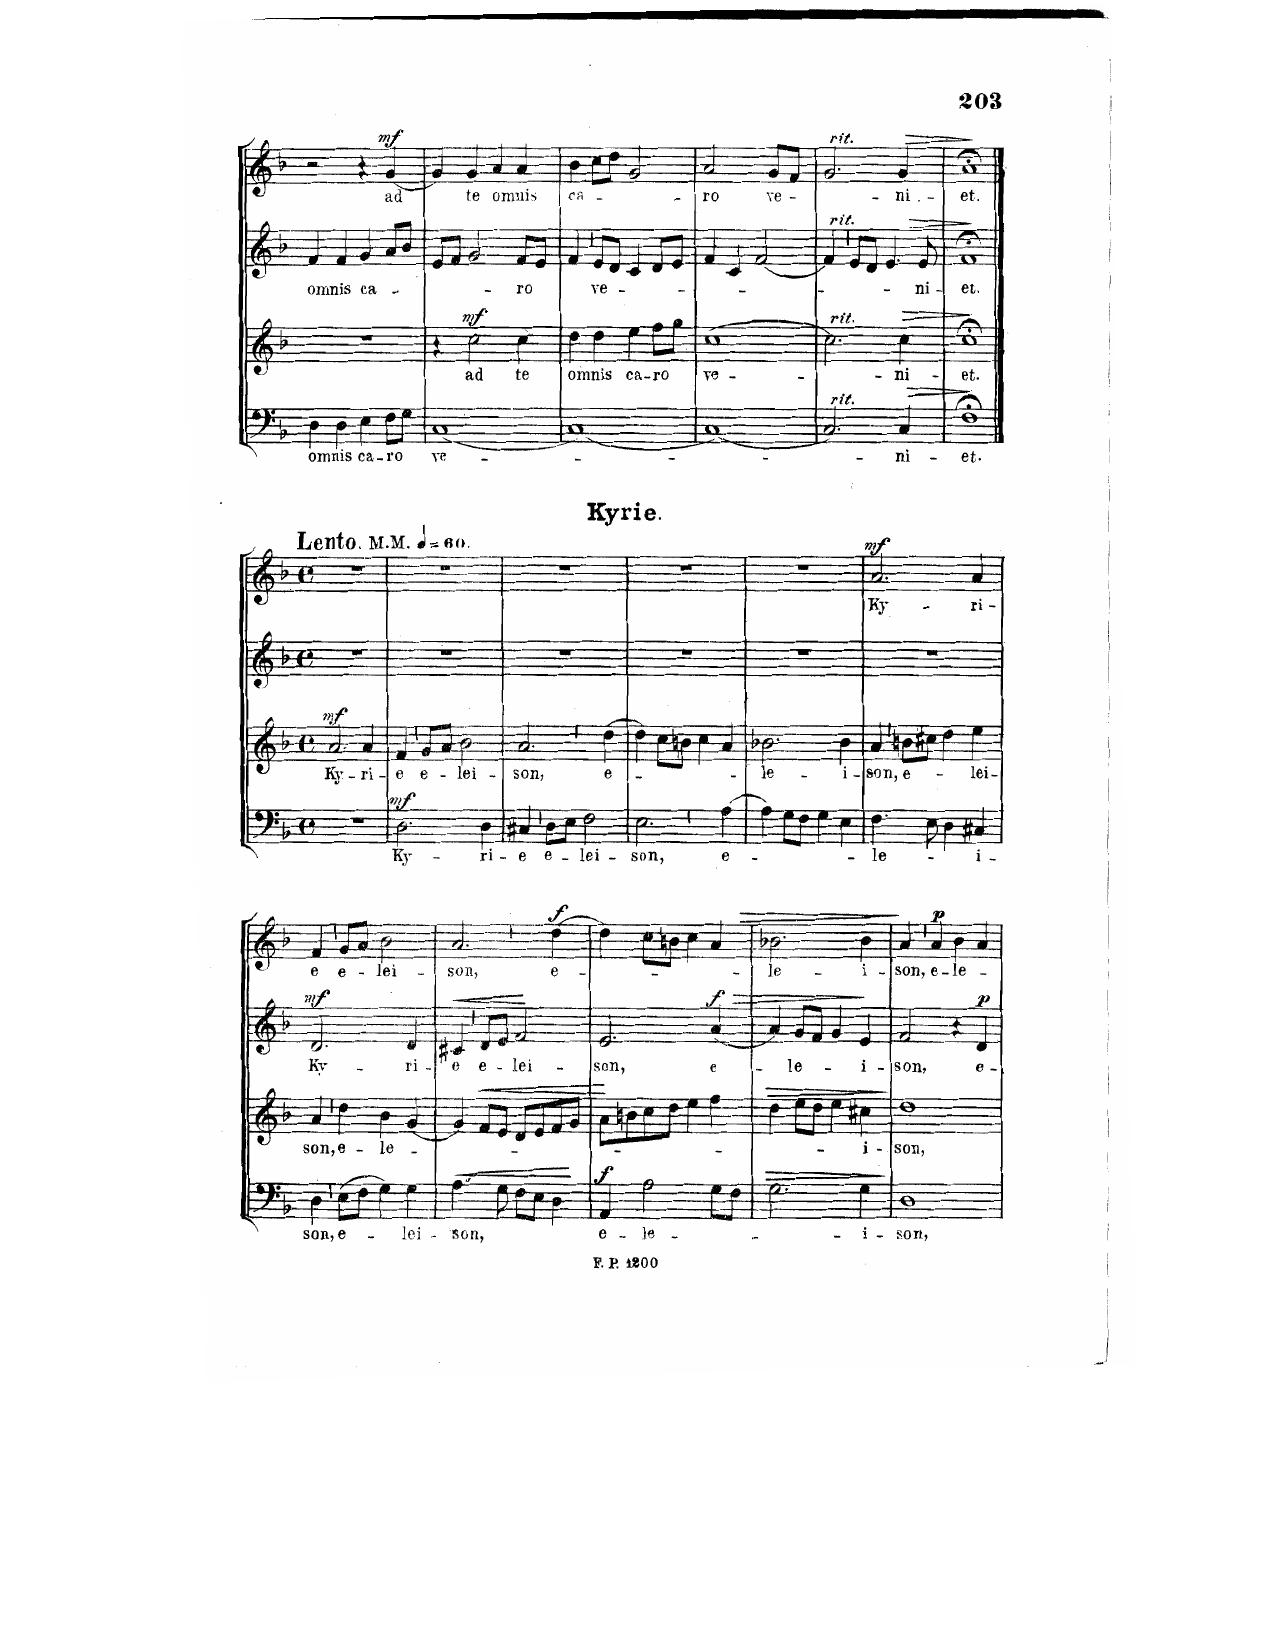 203
mf rit.
ad te omnis ca - - ro ve - - ni - et.
rit.
omnis ca - - ro ve - - - - - ni - et.
mf rit.
ad te omnis ca-ro ve - - ni - et.
rit.
omnis ca-ro ve - - - - ni - et.
Kyrie.
Lento. M.M. = 60.
mf
Ky - ri-
mf
Ky-ri-e e-lei-son, e - - le - i-son, e - lei-
mf
Ky - ri-e e-lei-son, e - - le - i-
f p
e e - lei - son, e - - - le - i-son, e-le-
mf f p
Ky - ri-e e-lei - son, e - le - i-son, e-
son, e - le - - - - - - - i-son,
f
son, e - lei - son, e - le - - - i-son,
F. P. 1200